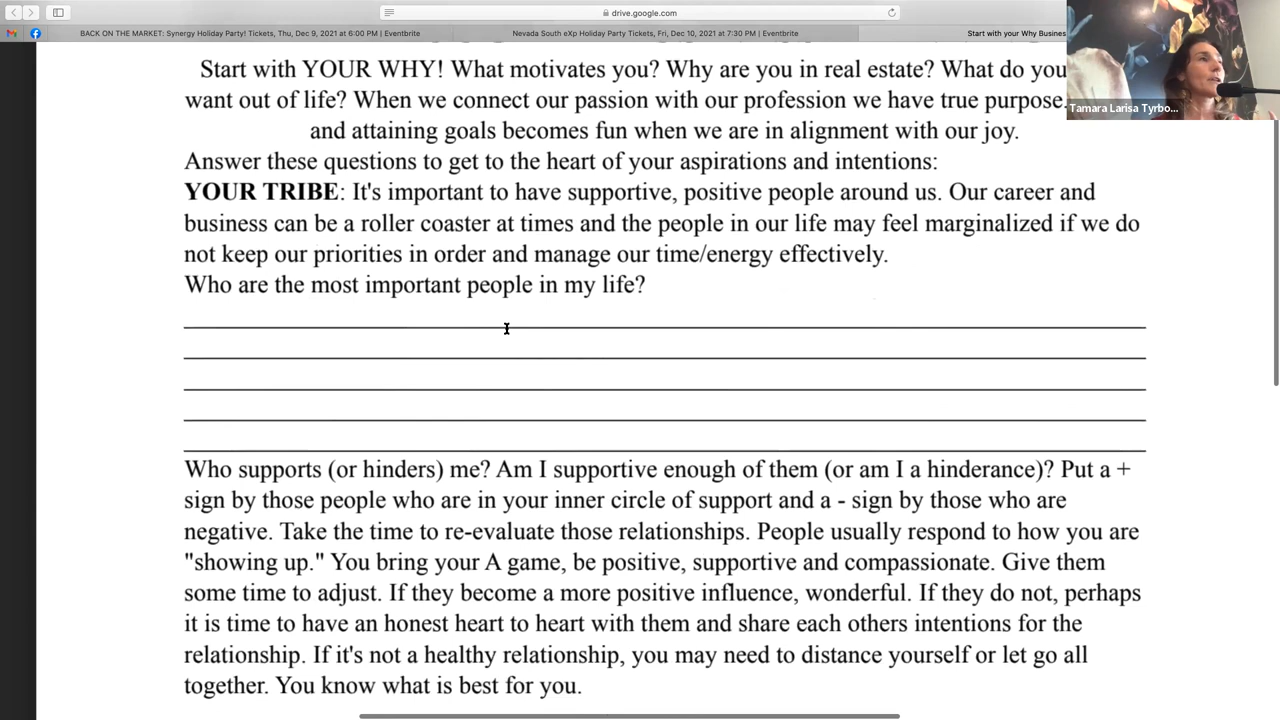 drive.google.com
BACK ON THE MARKET: Synergy Holiday Party! Tickets, Thu, Dec 9, 2021 at 6:00 PM | Eventbrite
Nevada South eXp Holiday Party Tickets, Fri, Dec 10, 2021 at 7:30 PM | Eventbrite
Start with your Why Busines
Tamara Larisa Tyrbo...
Start with YOUR WHY! What motivates you? Why are you in real estate? What do you
want out of life? When we connect our passion with our profession we have true purpose,
and attaining goals becomes fun when we are in alignment with our joy.
Answer these questions to get to the heart of your aspirations and intentions:
YOUR TRIBE: It's important to have supportive, positive people around us. Our career and
business can be a roller coaster at times and the people in our life may feel marginalized if we do
not keep our priorities in order and manage our time/energy effectively.
Who are the most important people in my life?
Who supports (or hinders) me? Am I supportive enough of them (or am I a hinderance)? Put a +
sign by those people who are in your inner circle of support and a - sign by those who are
negative. Take the time to re-evaluate those relationships. People usually respond to how you are
"showing up." You bring your A game, be positive, supportive and compassionate. Give them
some time to adjust. If they become a more positive influence, wonderful. If they do not, perhaps
it is time to have an honest heart to heart with them and share each others intentions for the
relationship. If it's not a healthy relationship, you may need to distance yourself or let go all
together. You know what is best for you.